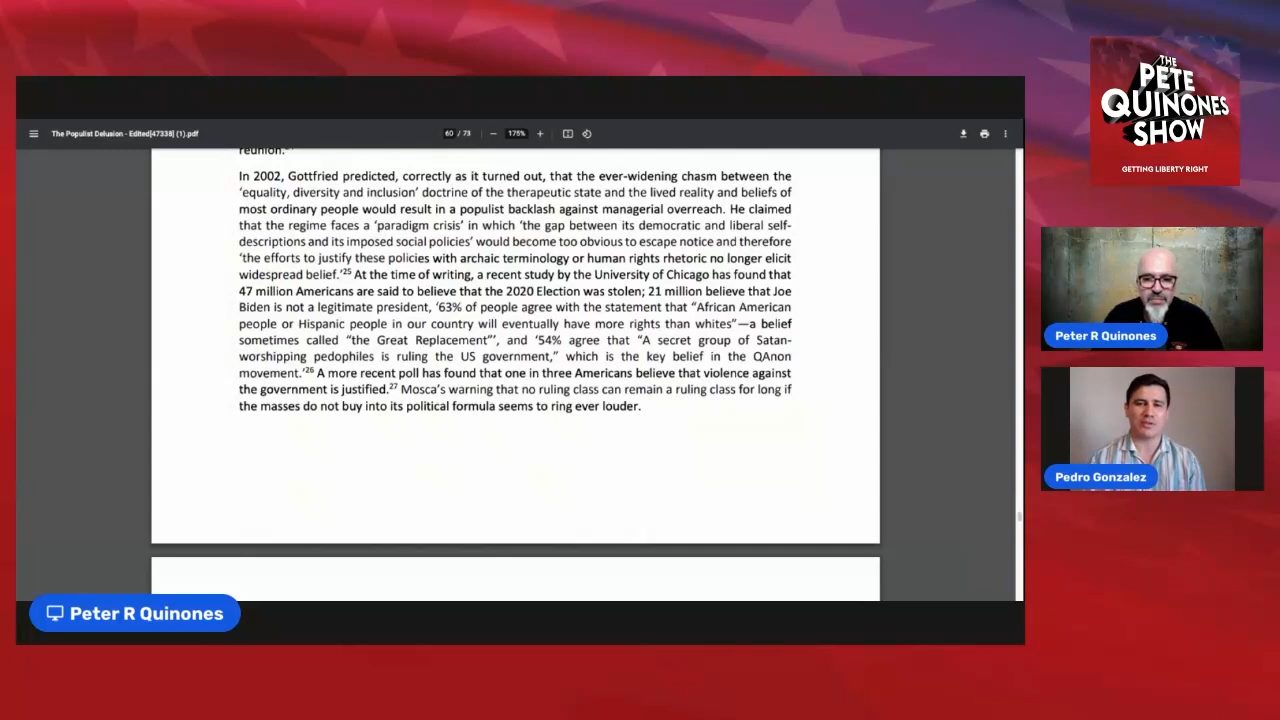 THE
PETE
QUINONES
SHOW
GETTING LIBERTY RIGHT
The Populist Delusion - Edited[47338] (1).pdf
60 / 73
176%
reunion.
In 2002, Gottfried predicted, correctly as it turned out, that the ever-widening chasm between the
‘equality, diversity and inclusion’ doctrine of the therapeutic state and the lived reality and beliefs of
most ordinary people would result in a populist backlash against managerial overreach. He claimed
that the regime faces a ‘paradigm crisis’ in which ‘the gap between its democratic and liberal self-
descriptions and its imposed social policies’ would become too obvious to escape notice and therefore
‘the efforts to justify these policies with archaic terminology or human rights rhetoric no longer elicit
widespread belief.’25 At the time of writing, a recent study by the University of Chicago has found that
47 million Americans are said to believe that the 2020 Election was stolen; 21 million believe that Joe
Biden is not a legitimate president, ‘63% of people agree with the statement that “African American
people or Hispanic people in our country will eventually have more rights than whites”—a belief
sometimes called “the Great Replacement”’, and ‘54% agree that “A secret group of Satan-
worshipping pedophiles is ruling the US government,” which is the key belief in the QAnon
movement.’26 A more recent poll has found that one in three Americans believe that violence against
the government is justified.27 Mosca’s warning that no ruling class can remain a ruling class for long if
the masses do not buy into its political formula seems to ring ever louder.
Peter R Quinones
Pedro Gonzalez
Peter R Quinones